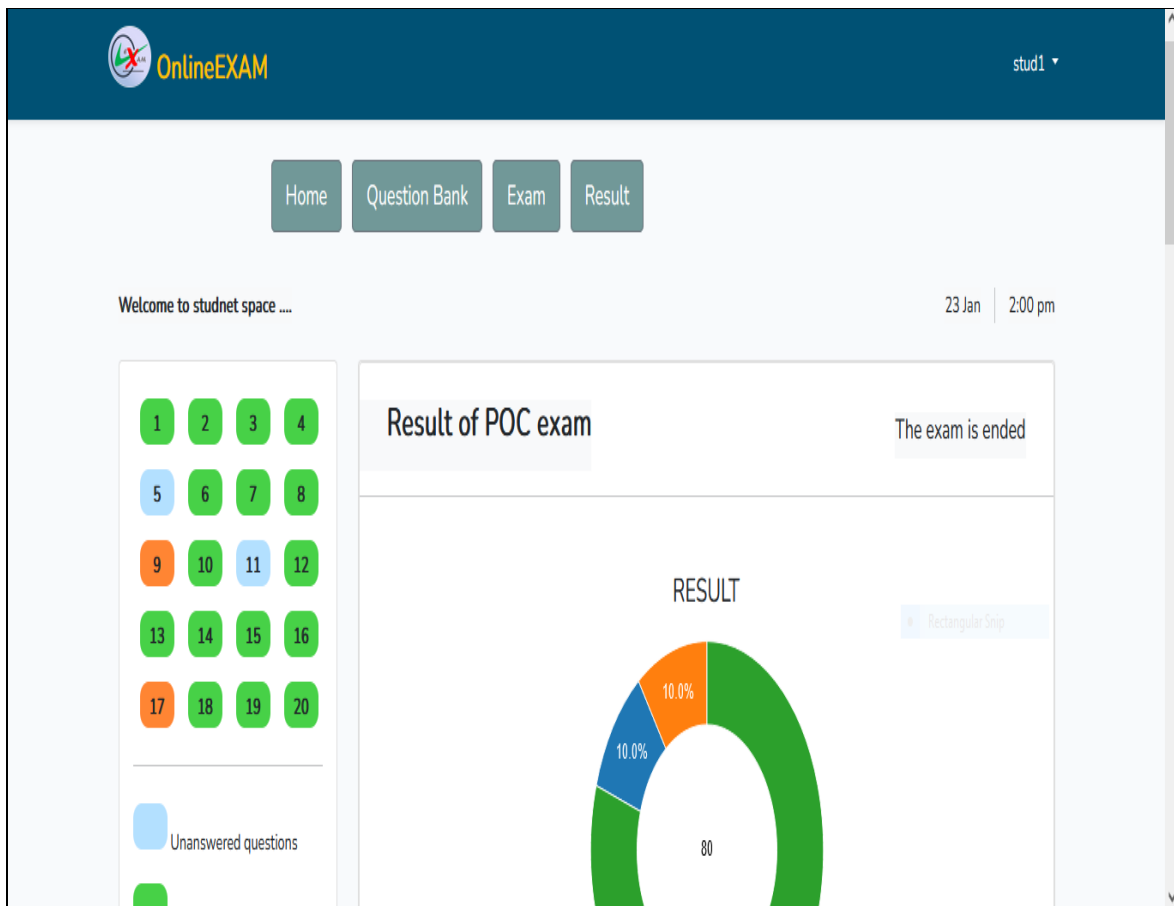 OnlineEXAM
stud1
Home Question Bank Exam Result
Welcome to studnet space ....
23 Jan 2:00 pm
1 2 3 4
5 6 7 8
9 10 11 12
13 14 15 16
17 18 19 20
Unanswered questions
Result of POC exam
The exam is ended
RESULT
Rectangular Snip
10.0%
10.0%
80